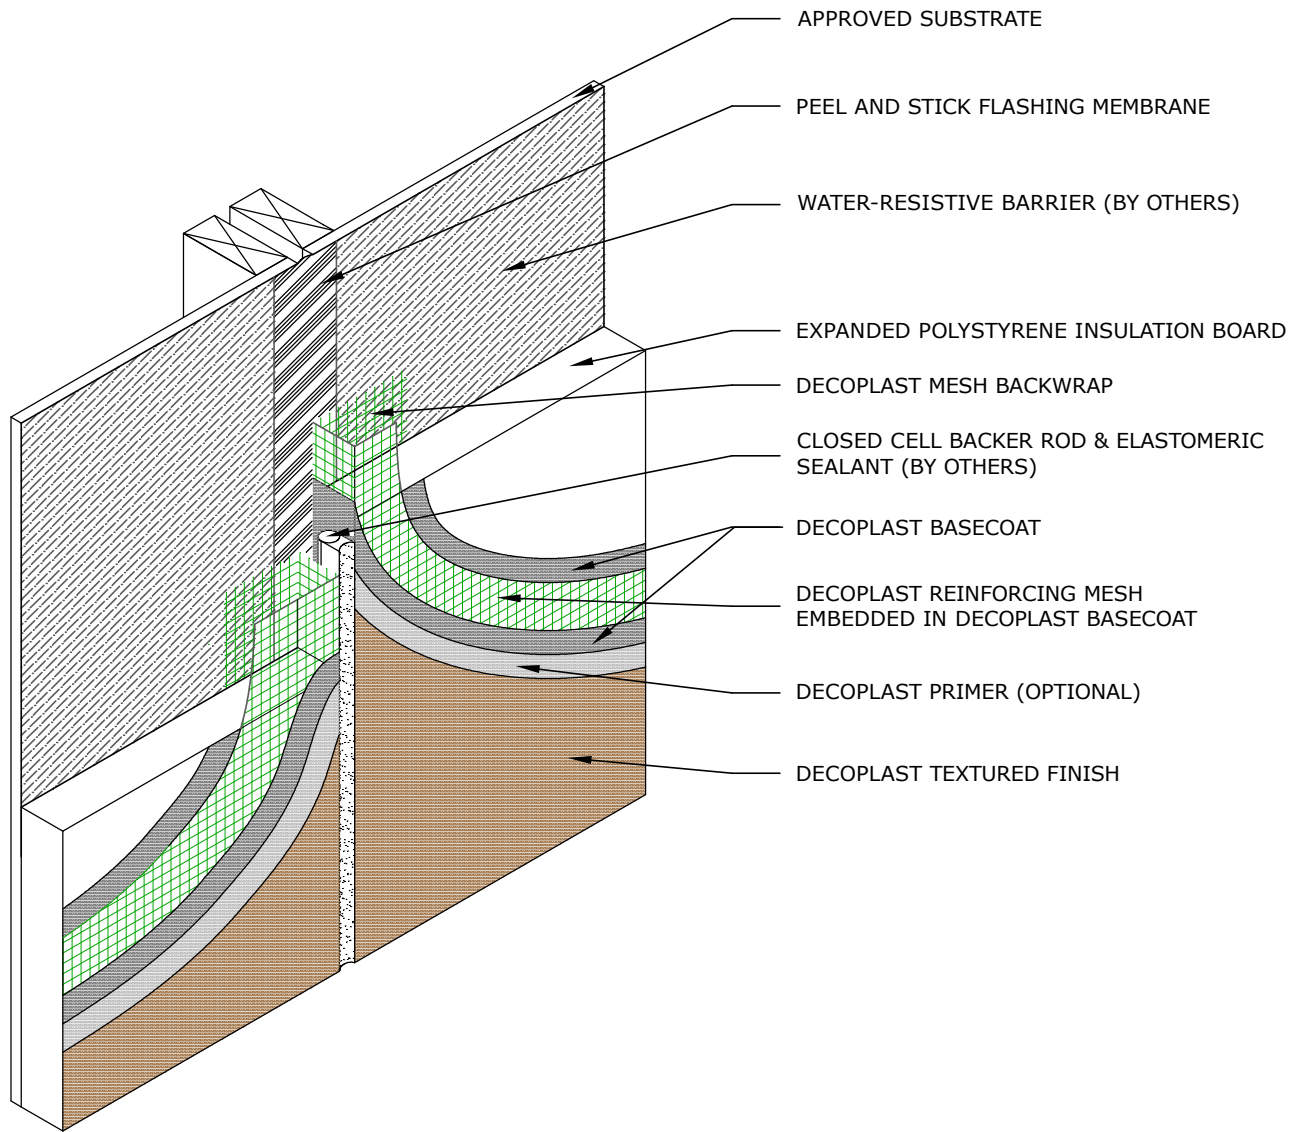 APPROVED SUBSTRATE
PEEL AND STICK FLASHING MEMBRANE
WATER-RESISTIVE BARRIER (BY OTHERS)
EXPANDED POLYSTYRENE INSULATION BOARD
DECOPLAST MESH BACKWRAP
CLOSED CELL BACKER ROD & ELASTOMERIC
SEALANT (BY OTHERS)
DECOPLAST BASECOAT
DECOPLAST REINFORCING MESH
EMBEDDED IN DECOPLAST BASECOAT
DECOPLAST PRIMER (OPTIONAL)
DECOPLAST TEXTURED FINISH